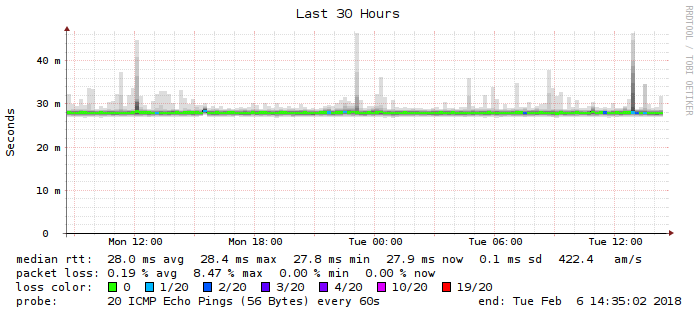 Last 30 Hours
RRDTOOL / TOBI OETIKER
Seconds
40 m
30 m
20 m
10 m
0
Mon 12:00 Mon 18:00 Tue 00:00 Tue 06:00 Tue 12:00
median rtt: 28.0 ms avg 28.4 ms max 27.8 ms min 27.9 ms now 0.1 ms sd 422.4 am/s
packet loss: 0.19 % avg 8.47 % max 0.00 % min 0.00 % now
loss color: 0 1/20 2/20 3/20 4/20 10/20 19/20
probe: 20 ICMP Echo Pings (56 Bytes) every 60s end: Tue Feb 6 14:35:02 2018